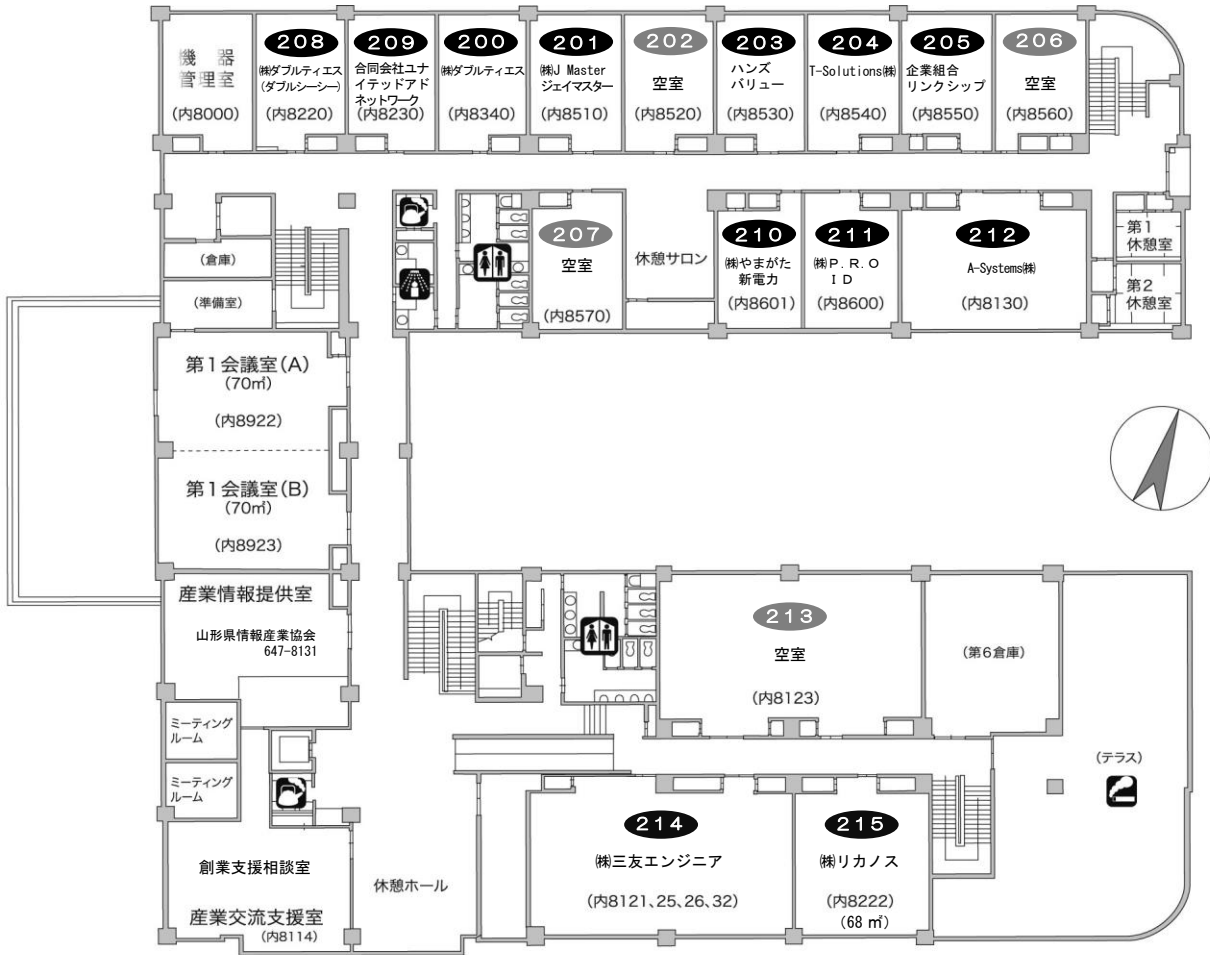 機器
管理室
(内8000)
208
㈱ダブルティエス
(ダブルシーシー)
(内8220)
209
合同会社ユナ
イテッドアド
ネットワーク
(内8230)
200
㈱ダブルティエス
(内8340)
201
㈱J Master
ジェイマスター
(内8510)
202
空室
(内8520)
203
ハンズ
バリュー
(内8530)
204
T-Solutions㈱
(内8540)
205
企業組合
リンクシップ
(内8550)
206
空室
(内8560)
207
空室
(内8570)
休憩サロン
210
㈱やまがた
新電力
(内8601)
211
㈱P.R.O
ID
(内8600)
212
A-Systems㈱
(内8130)
第1
休憩室
第2
休憩室
(倉庫)
(準備室)
第1会議室(A)
(70㎡)
(内8922)
第1会議室(B)
(70㎡)
(内8923)
産業情報提供室
山形県情報産業協会
647-8131
ミーティング
ルーム
ミーティング
ルーム
創業支援相談室
産業交流支援室
(内8114)
休憩ホール
213
空室
(内8123)
(第6倉庫)
(テラス)
214
㈱三友エンジニア
(内8121、25、26、32)
215
㈱リカノス
(内8222)
(68 ㎡)